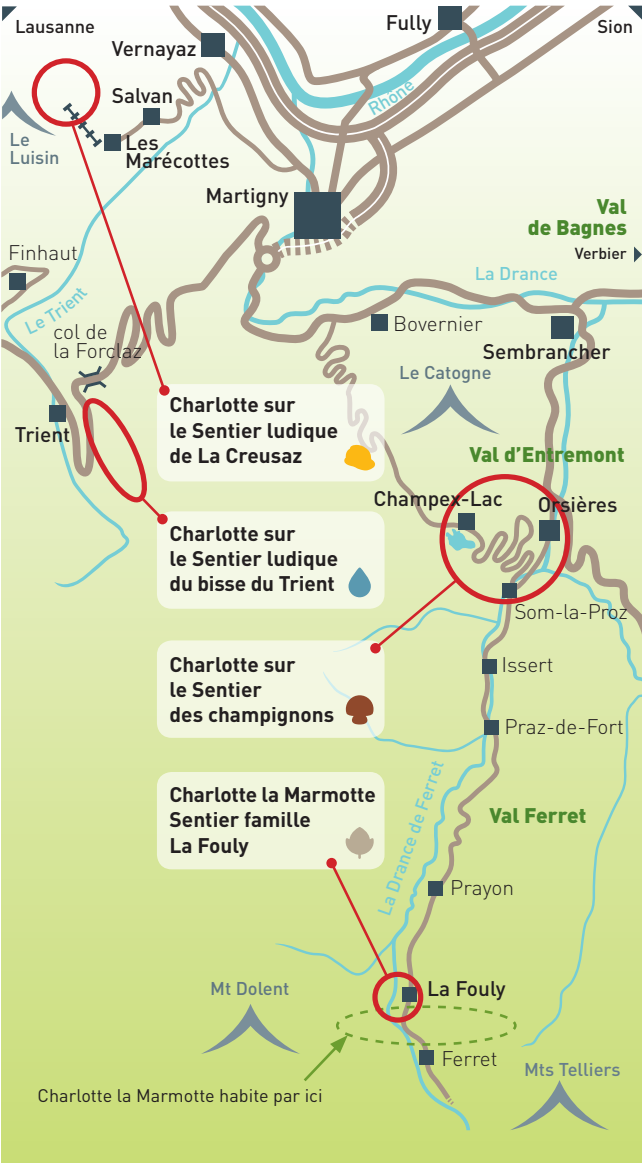 Lausanne
Fully
Sion
Vernayaz
Rhone
Salvan
Le
Luisin
Les
Marécottes
Martigny
Val
de Bagnes
Verbier
Finhaut
La Drance
Le Trient
Bovernier
col de
la Forclaz
Sembrancher
Le Catogne
Charlotte sur
le Sentier ludique
de La Creusaz
Trient
Val d'Entremont
Champex-Lac
Orsières
Charlotte sur
le Sentier ludique
du bisse du Trient
Som-la-Proz
Charlotte sur
le Sentier
des champignons
Issert
Praz-de-Fort
Charlotte la Marmotte
Sentier famille
La Fouly
La Drance de Ferret
Val Ferret
Prayon
Mt Dolent
La Fouly
Ferret
Mts Telliers
Charlotte la Marmotte habite par ici